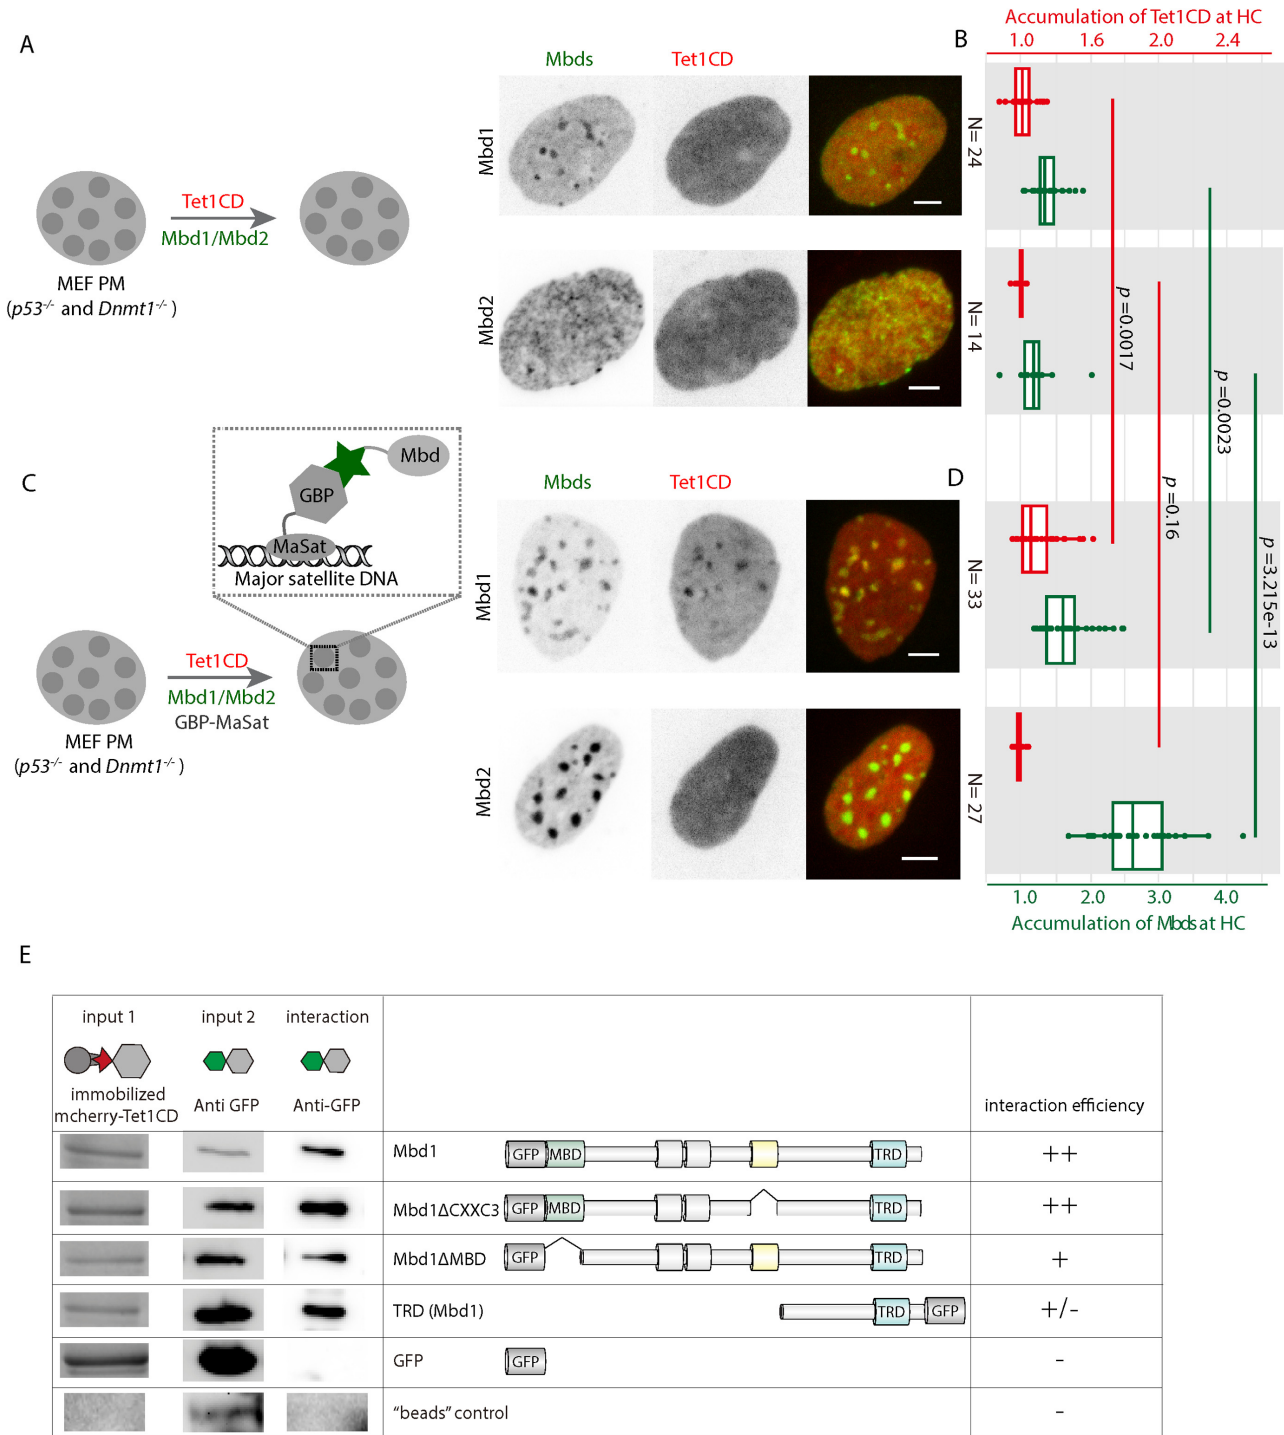 A
Mbds
Tet1CD
B
Accumulation of Tet1CD at HC
1.0 1.6 2.0 2.4
Tet1CD
Mbd1/Mbd2
MEF PM
(p53-/- and Dnmt1-/- )
Mbd1
N= 24
Mbd2
N= 14
p =0.0017
p =0.16
p =0.0023
p =3.215e-13
C
Mbd
GBP
MaSat
Major satellite DNA
Tet1CD
Mbd1/Mbd2
GBP-MaSat
MEF PM
(p53-/- and Dnmt1-/- )
Mbds
Tet1CD
D
Mbd1
N= 33
Mbd2
N= 27
1.0 2.0 3.0 4.0
Accumulation of Mbds at HC
E
input 1 input 2 interaction
immobilized
mcherry-Tet1CD
Anti GFP
Anti-GFP
interaction efficiency
Mbd1 GFP MBD TRD ++
Mbd1ΔCXXC3 GFP MBD TRD ++
Mbd1ΔMBD GFP TRD +
TRD (Mbd1) TRD GFP +/-
GFP GFP -
"beads" control -